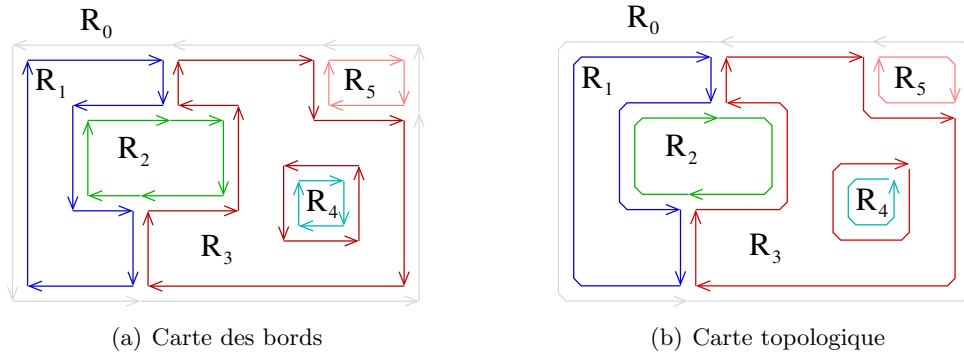 R0
R1
R2
R3
R4
R5
(a) Carte des bords
R0
R1
R2
R3
R4
R5
(b) Carte topologique